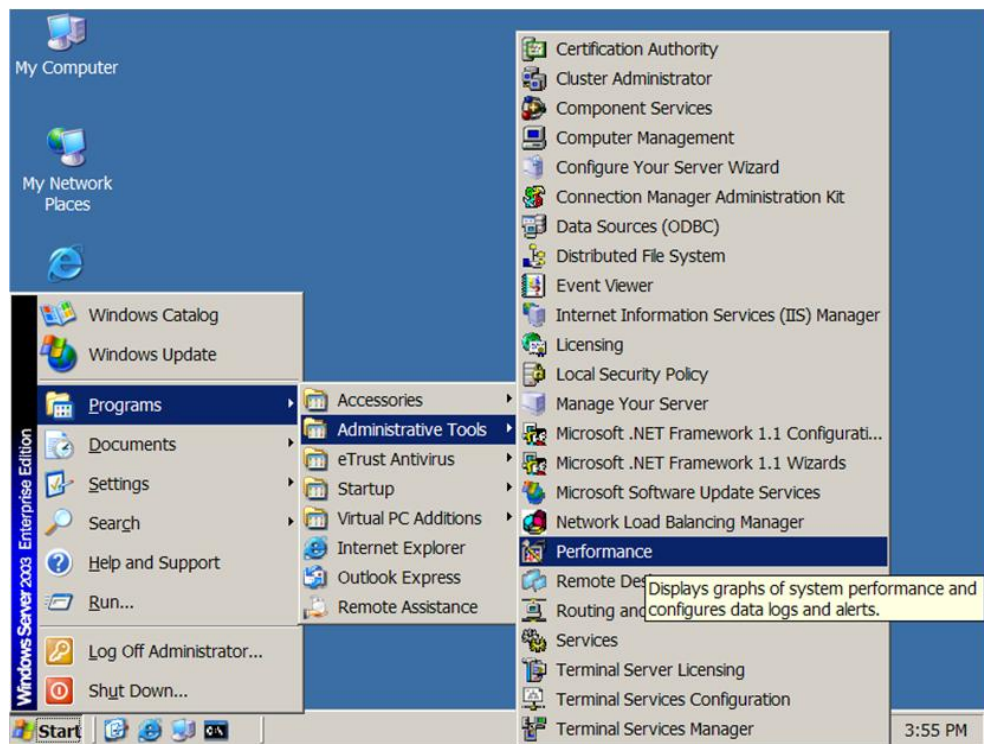 My Computer
My Network
Places
Windows Catalog
Windows Update
Programs
Documents
Settings
Search
Help and Support
Run...
Log Off Administrator...
Shut Down...
Windows Server 2003 Enterprise Edition
Accessories
Administrative Tools
eTrust Antivirus
Startup
Virtual PC Additions
Internet Explorer
Outlook Express
Remote Assistance
Certification Authority
Cluster Administrator
Component Services
Computer Management
Configure Your Server Wizard
Connection Manager Administration Kit
Data Sources (ODBC)
Distributed File System
Event Viewer
Internet Information Services (IIS) Manager
Licensing
Local Security Policy
Manage Your Server
Microsoft .NET Framework 1.1 Configurati...
Microsoft .NET Framework 1.1 Wizards
Microsoft Software Update Services
Network Load Balancing Manager
Performance
Remote
Displays graphs of system performance and
configures data logs and alerts.
Routing and
Services
Terminal Server Licensing
Terminal Services Configuration
Terminal Services Manager
Start
3:55 PM